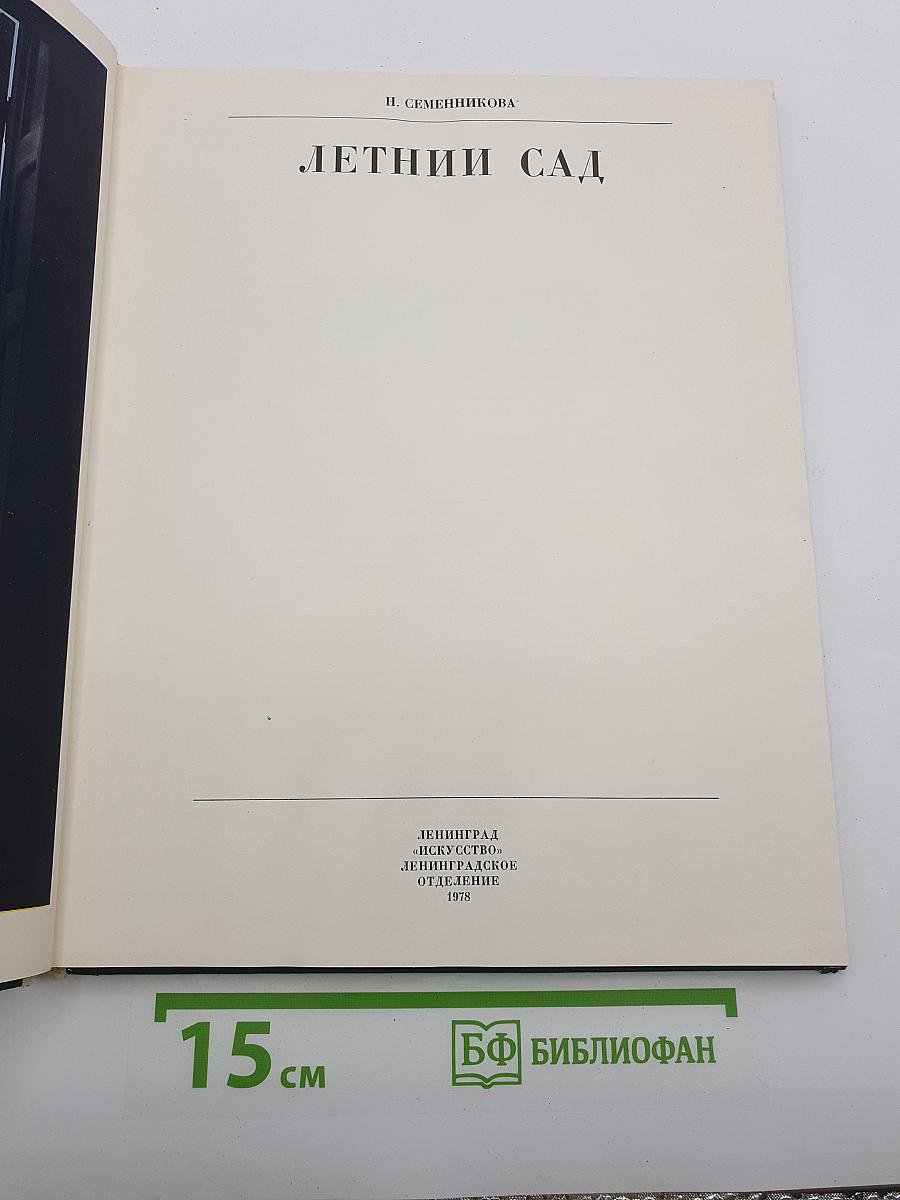 Н. СЕМЕННИКОВА
ЛЕТНИЙ САД
ЛЕНИНГРАД
«ИСКУССТВО»
ЛЕНИНГРАДСКОЕ
ОТДЕЛЕНИЕ
1978
15 см
БФ БИБЛИОФАН